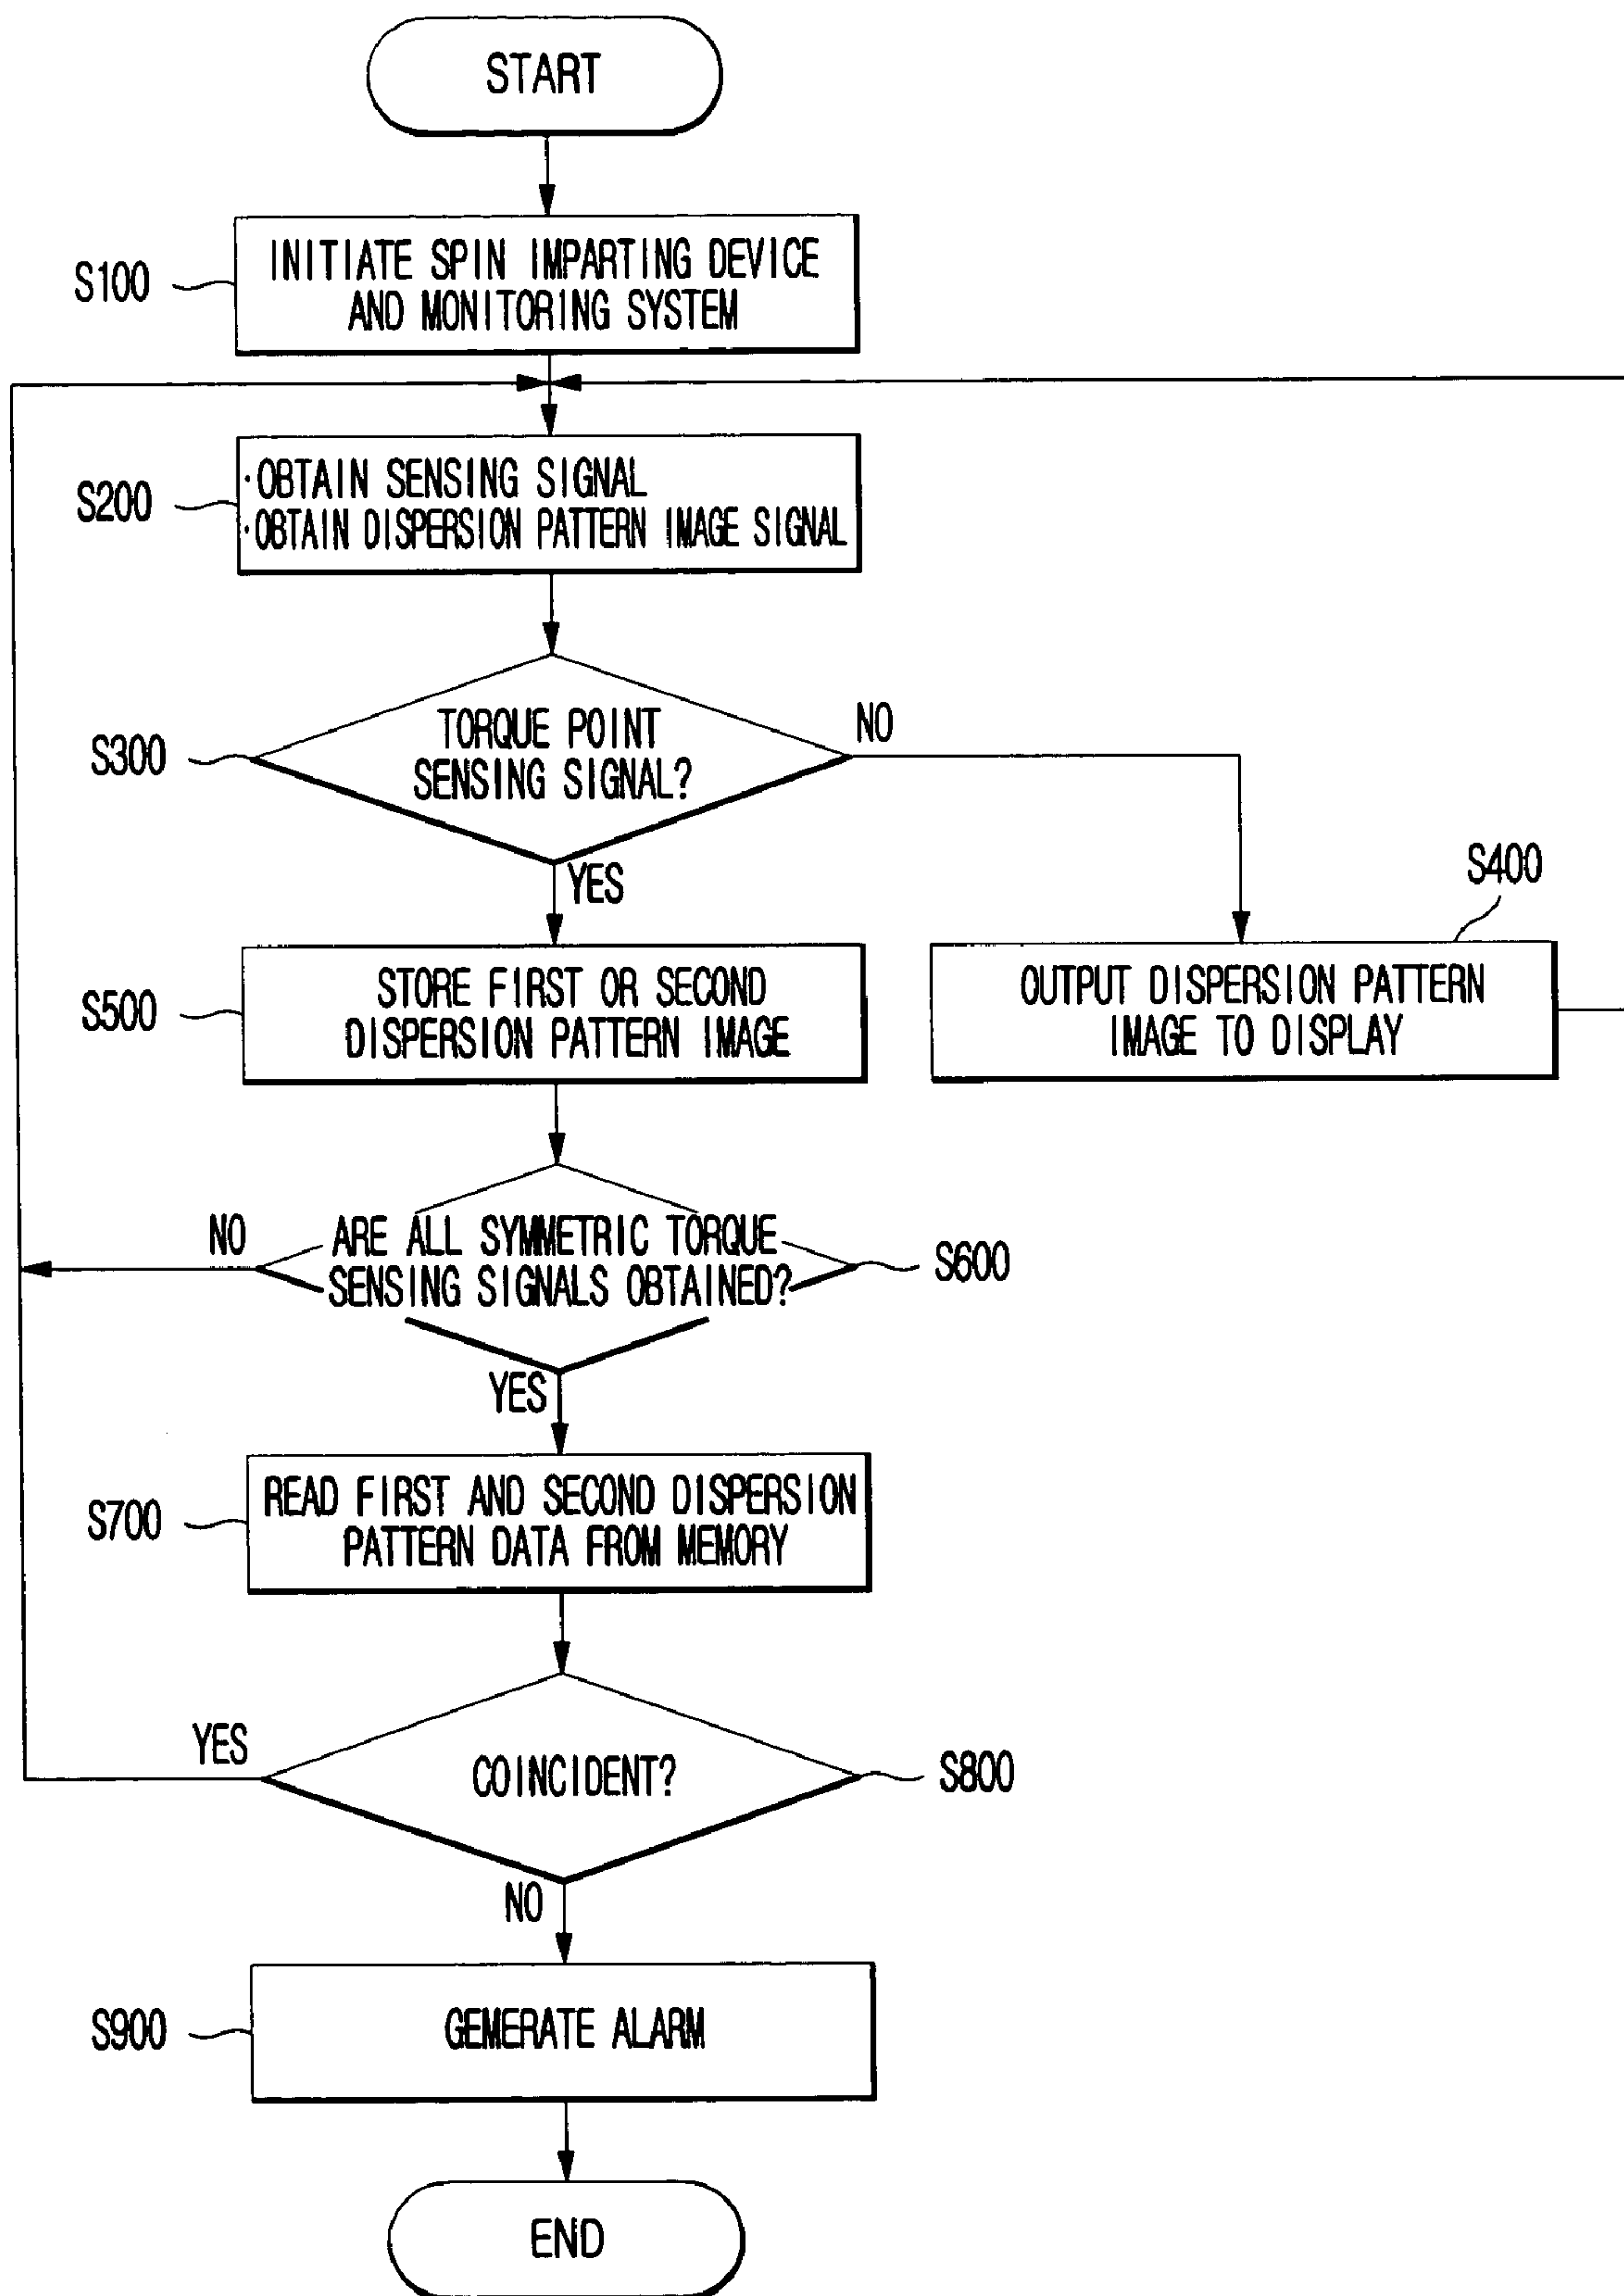 START
S100
INITIATE SPIN IMPARTING DEVICE
AND MONITORING SYSTEM
S200
·OBTAIN SENSING SIGNAL
·OBTAIN DISPERSION PATTERN IMAGE SIGNAL
S300
TORQUE POINT
SENSING SIGNAL?
NO
YES
S400
OUTPUT DISPERSION PATTERN
IMAGE TO DISPLAY
S500
STORE FIRST OR SECOND
DISPERSION PATTERN IMAGE
NO
ARE ALL SYMMETRIC TORQUE
SENSING SIGNALS OBTAINED?
S600
YES
S700
READ FIRST AND SECOND DISPERSION
PATTERN DATA FROM MEMORY
YES
COINCIDENT?
S800
NO
S900
GEMERATE ALARM
END